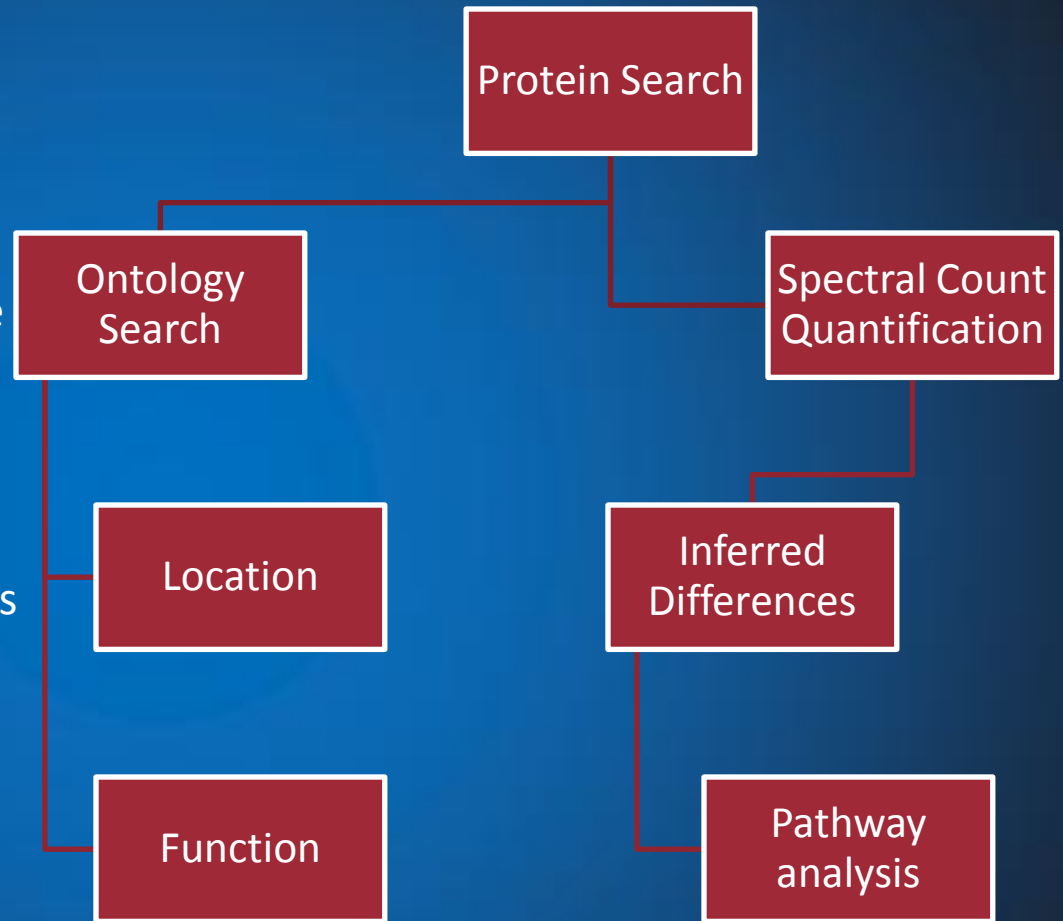 Protein Search
Ontology
Search
Spectral Count
Quantification
Location
Inferred
Differences
Function
Pathway
analysis